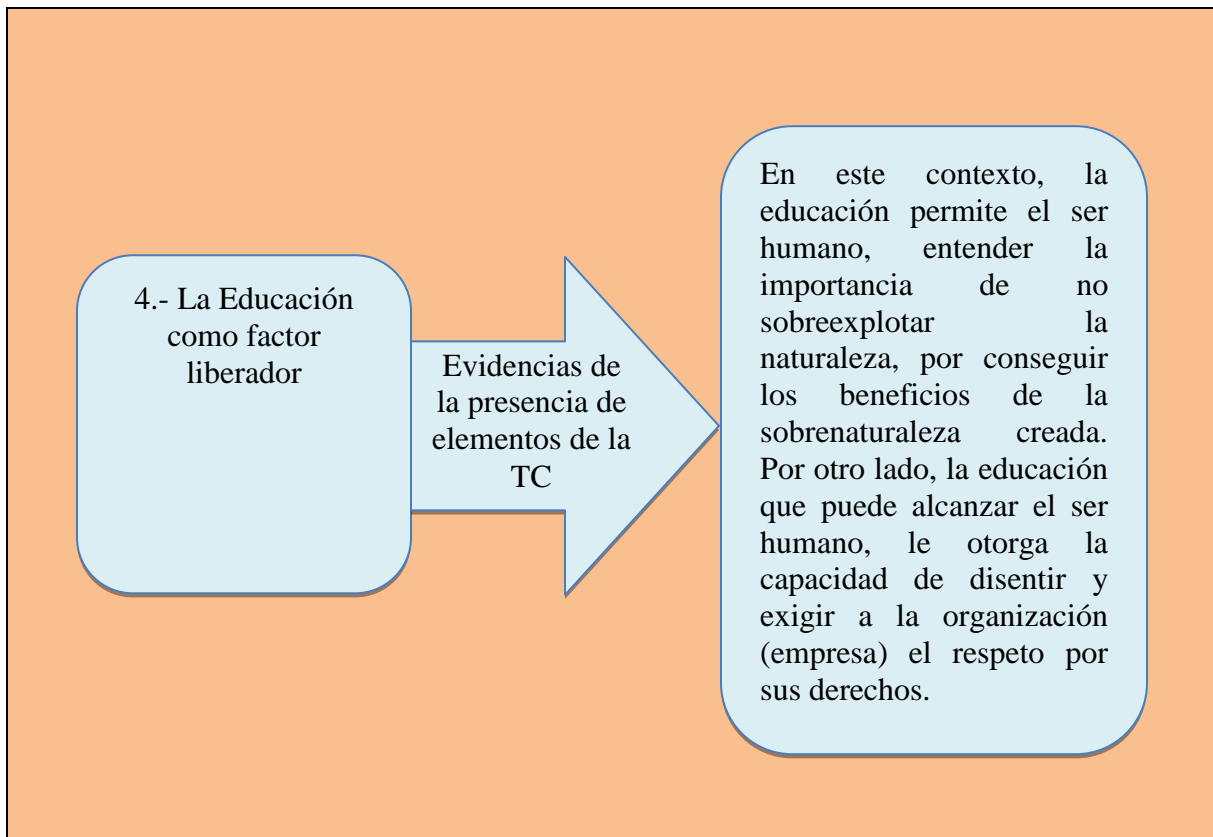 4.- La Educación
como factor
liberador
Evidencias de
la presencia de
elementos de la
TC
En este contexto, la
educación permite el ser
humano, entender la
importancia de no
sobreexplotar la
naturaleza, por conseguir
los beneficios de la
sobrenaturaleza creada.
Por otro lado, la educación
que puede alcanzar el ser
humano, le otorga la
capacidad de disentir y
exigir a la organización
(empresa) el respeto por
sus derechos.